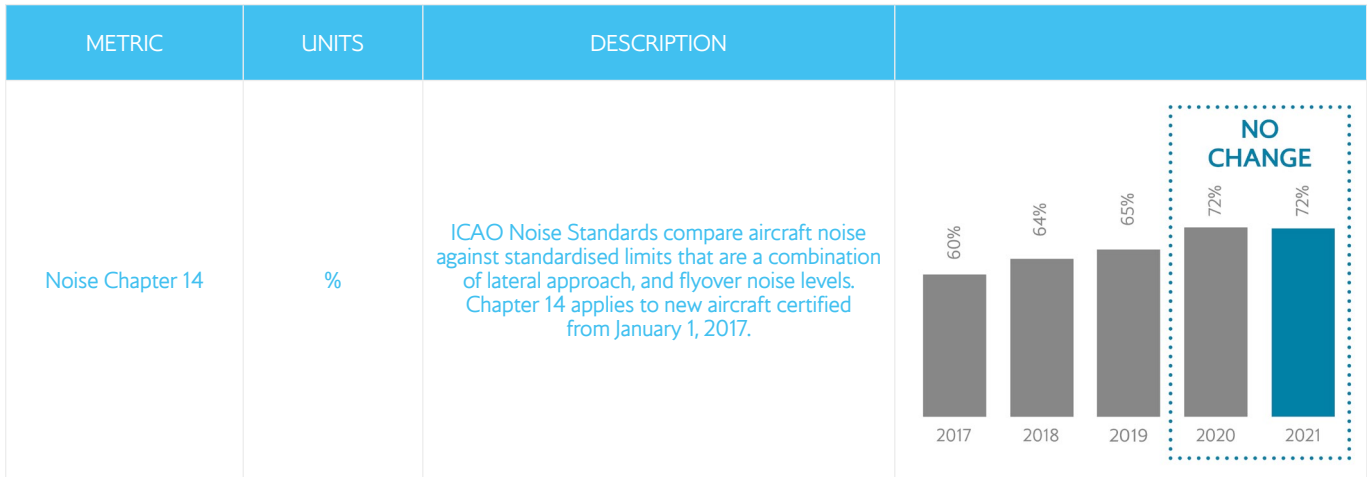 METRIC
UNITS
DESCRIPTION
Noise Chapter 14
%
ICAO Noise Standards compare aircraft noise
against standardised limits that are a combination
of lateral approach, and flyover noise levels.
Chapter 14 applies to new aircraft certified
from January 1, 2017.
NO
CHANGE
60%
64%
65%
72%
72%
2017
2018
2019
2020
2021